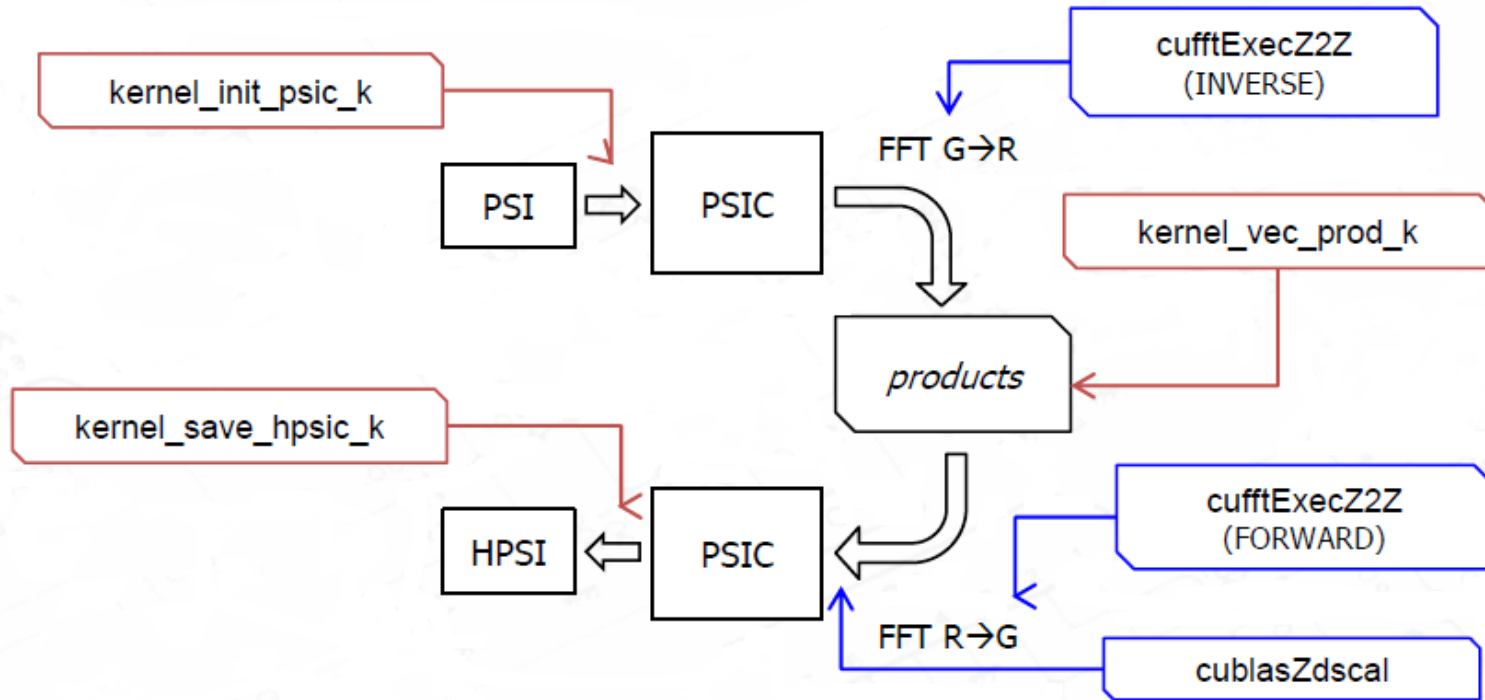 cufftExecZ2Z
(INVERSE)
kernel_init_psic_k
FFT G→R
PSI
PSIC
kernel_vec_prod_k
products
kernel_save_hpsic_k
cufftExecZ2Z
(FORWARD)
HPSI
PSIC
FFT R→G
cublasZdscal